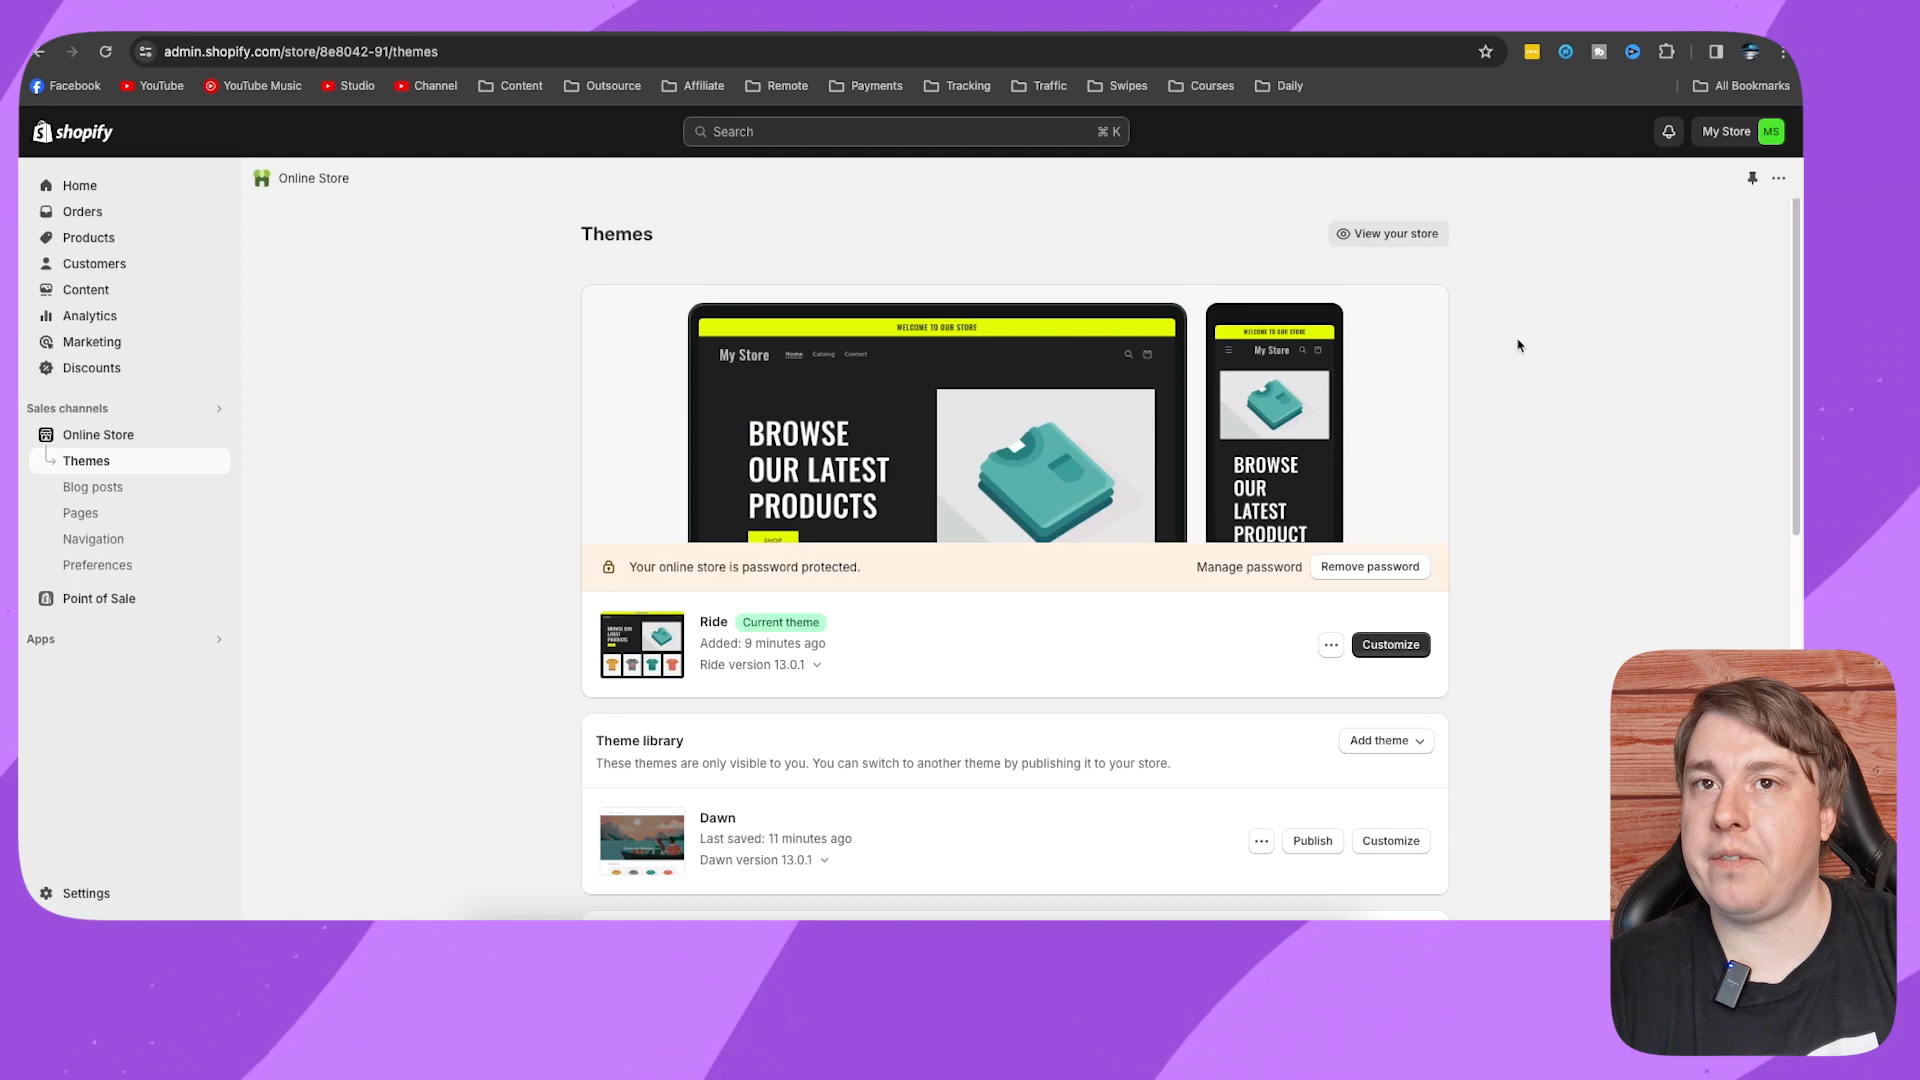 admin.shopify.com/store/8e8042-91/themes
Facebook YouTube YouTube Music Studio Channel Content Outsource Affiliate Remote Payments Tracking Traffic Swipes Courses Daily All Bookmarks
shopify
Search ⌘ K
My Store MS
Online Store
Home
Orders
Products
Customers
Content
Analytics
Marketing
Discounts
Sales channels
Online Store
Themes
Blog posts
Pages
Navigation
Preferences
Point of Sale
Apps
Settings
Themes
View your store
WELCOME TO OUR STORE
My Store Home Catalog Contact
BROWSE
OUR LATEST
PRODUCTS
SHOP
WELCOME TO OUR STORE
My Store
BROWSE
OUR
LATEST
PRODUCT
Your online store is password protected.
Manage password Remove password
BROWSE OUR
LATEST
PRODUCTS
Ride Current theme
Added: 9 minutes ago
Ride version 13.0.1
Customize
Theme library
Add theme
These themes are only visible to you. You can switch to another theme by publishing it to your store.
Dawn
Last saved: 11 minutes ago
Dawn version 13.0.1
Publish Customize